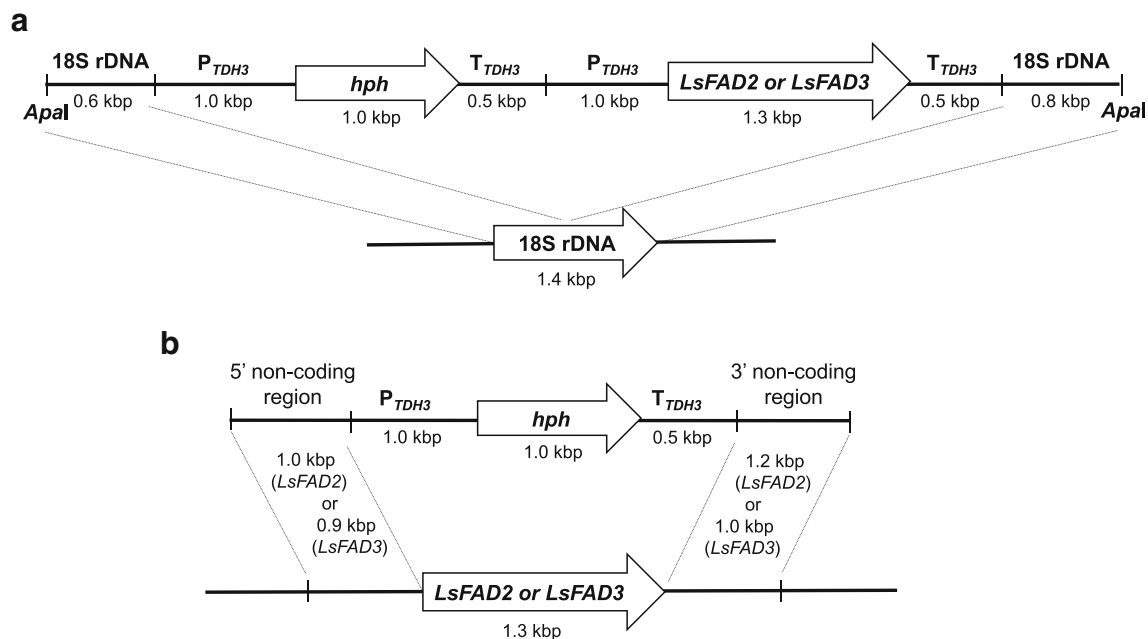 a
18S rDNA
P_TDH3
hph
T_TDH3
P_TDH3
LsFAD2 or LsFAD3
T_TDH3
18S rDNA
0.6 kbp
1.0 kbp
1.0 kbp
0.5 kbp
1.0 kbp
1.3 kbp
0.5 kbp
0.8 kbp
ApaI
ApaI
18S rDNA
1.4 kbp
b
5' non-coding
region
P_TDH3
hph
T_TDH3
3' non-coding
region
1.0 kbp
1.0 kbp
0.5 kbp
1.0 kbp
(LsFAD2)
or
0.9 kbp
(LsFAD3)
1.2 kbp
(LsFAD2)
or
1.0 kbp
(LsFAD3)
LsFAD2 or LsFAD3
1.3 kbp